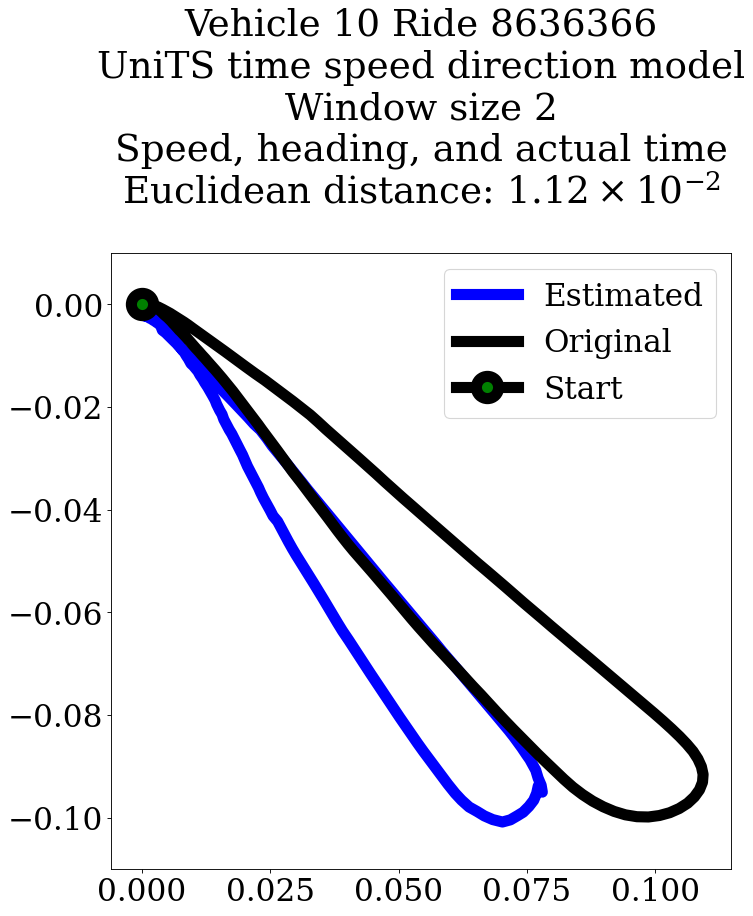 Vehicle 10 Ride 8636366
UniTS time speed direction model
Window size 2
Speed, heading, and actual time
Euclidean distance: 1.12 × 10⁻²
Estimated
Original
Start
0.00
−0.02
−0.04
−0.06
−0.08
−0.10
0.000 0.025 0.050 0.075 0.100